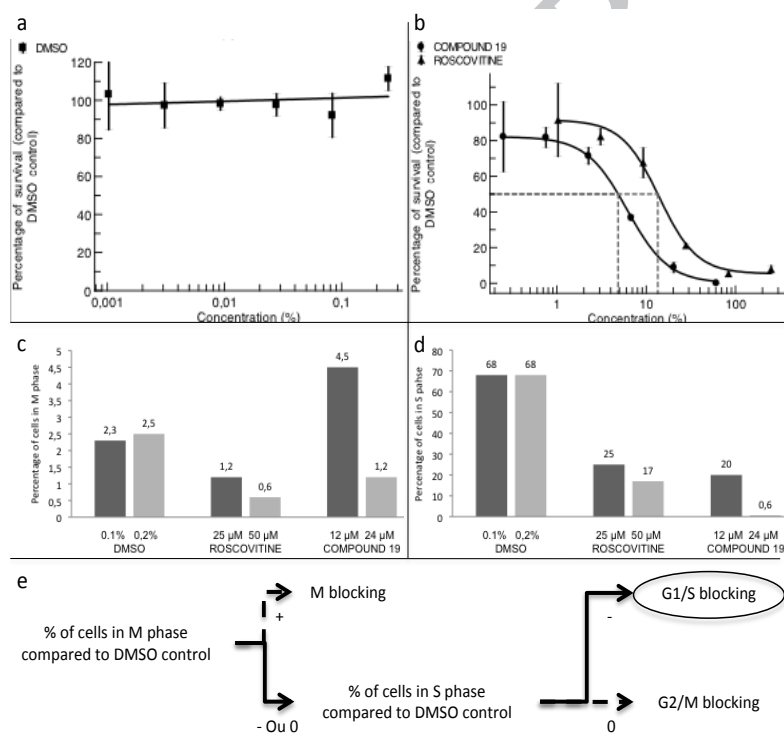 a
DMSO
Percentage of survival (compared to
DMSO control)
120
100
80
60
40
20
0
0,001
0,01
0,1
Concentration (%)
b
COMPOUND 19
ROSCOVITINE
Percentage of survival (compared to
DMSO control)
100
80
60
40
20
0
1
10
100
Concentration (%)
c
Percentage of cells in M phase
5
4,5
4
3,5
3
2,5
2
1,5
1
0,5
0
2,3
2,5
1,2
0,6
4,5
1,2
0.1% 0,2%
DMSO
25 µM 50 µM
ROSCOVITINE
12 µM 24 µM
COMPOUND 19
d
Percenatge of cells in S pahse
80
70
60
50
40
30
20
10
0
68
68
25
17
20
0,6
0.1% 0,2%
DMSO
25 µM 50 µM
ROSCOVITINE
12 µM 24 µM
COMPOUND 19
e
% of cells in M phase
compared to DMSO control
+
M blocking
- Ou 0
% of cells in S phase
compared to DMSO control
-
G1/S blocking
0
G2/M blocking